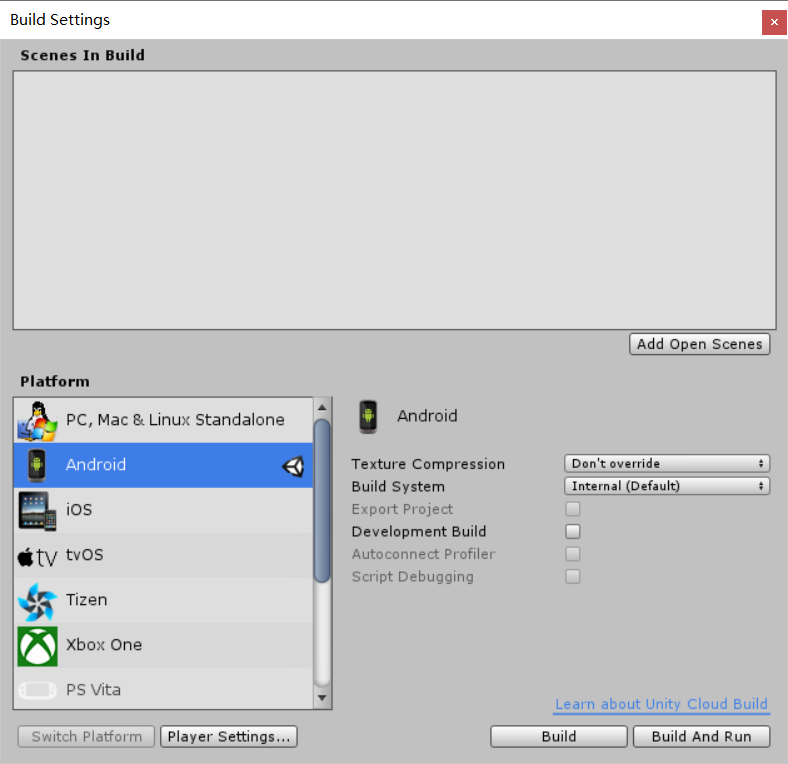 Build Settings
Scenes In Build
Add Open Scenes
Platform
PC, Mac & Linux Standalone
Android
iOS
tv tvOS
Tizen
Xbox One
PS Vita
Android
Texture Compression Don't override
Build System Internal (Default)
Export Project
Development Build
Autoconnect Profiler
Script Debugging
Learn about Unity Cloud Build
Switch Platform Player Settings... Build Build And Run